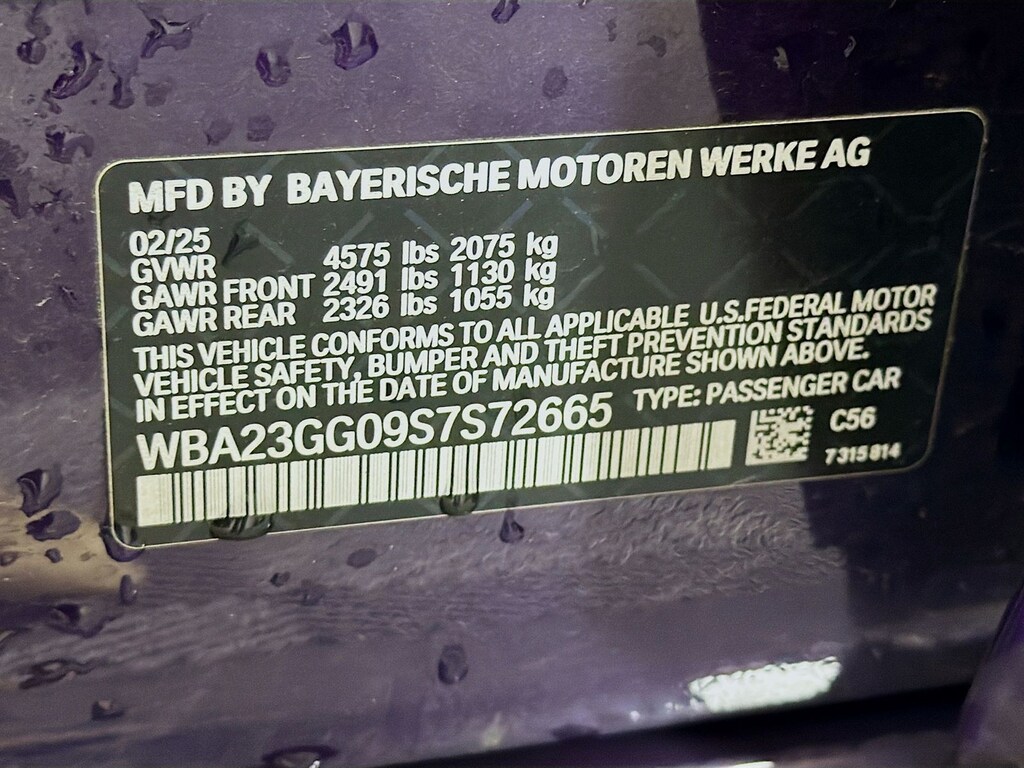 MFD BY BAYERISCHE MOTOREN WERKE AG
02/25
GVWR 4575 lbs 2075 kg
GAWR FRONT 2491 lbs 1130 kg
GAWR REAR 2326 lbs 1055 kg
THIS VEHICLE CONFORMS TO ALL APPLICABLE U.S.FEDERAL MOTOR
VEHICLE SAFETY, BUMPER AND THEFT PREVENTION STANDARDS
IN EFFECT ON THE DATE OF MANUFACTURE SHOWN ABOVE.
WBA23GG09S7S72665 TYPE: PASSENGER CAR
C56
7315814